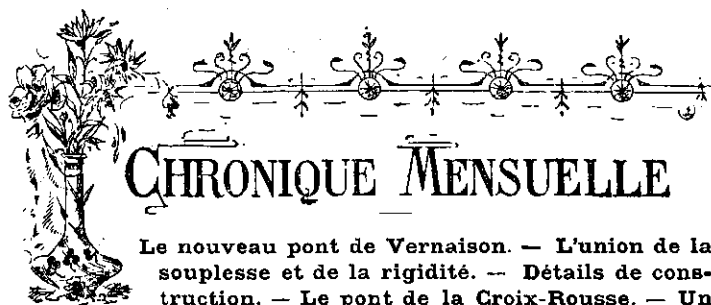 CHRONIQUE MENSUELLE
Le nouveau pont de Vernaison. — L'union de la
souplesse et de la rigidité. — Détails de cons-
truction. — Le pont de la Croix-Rousse. — Un